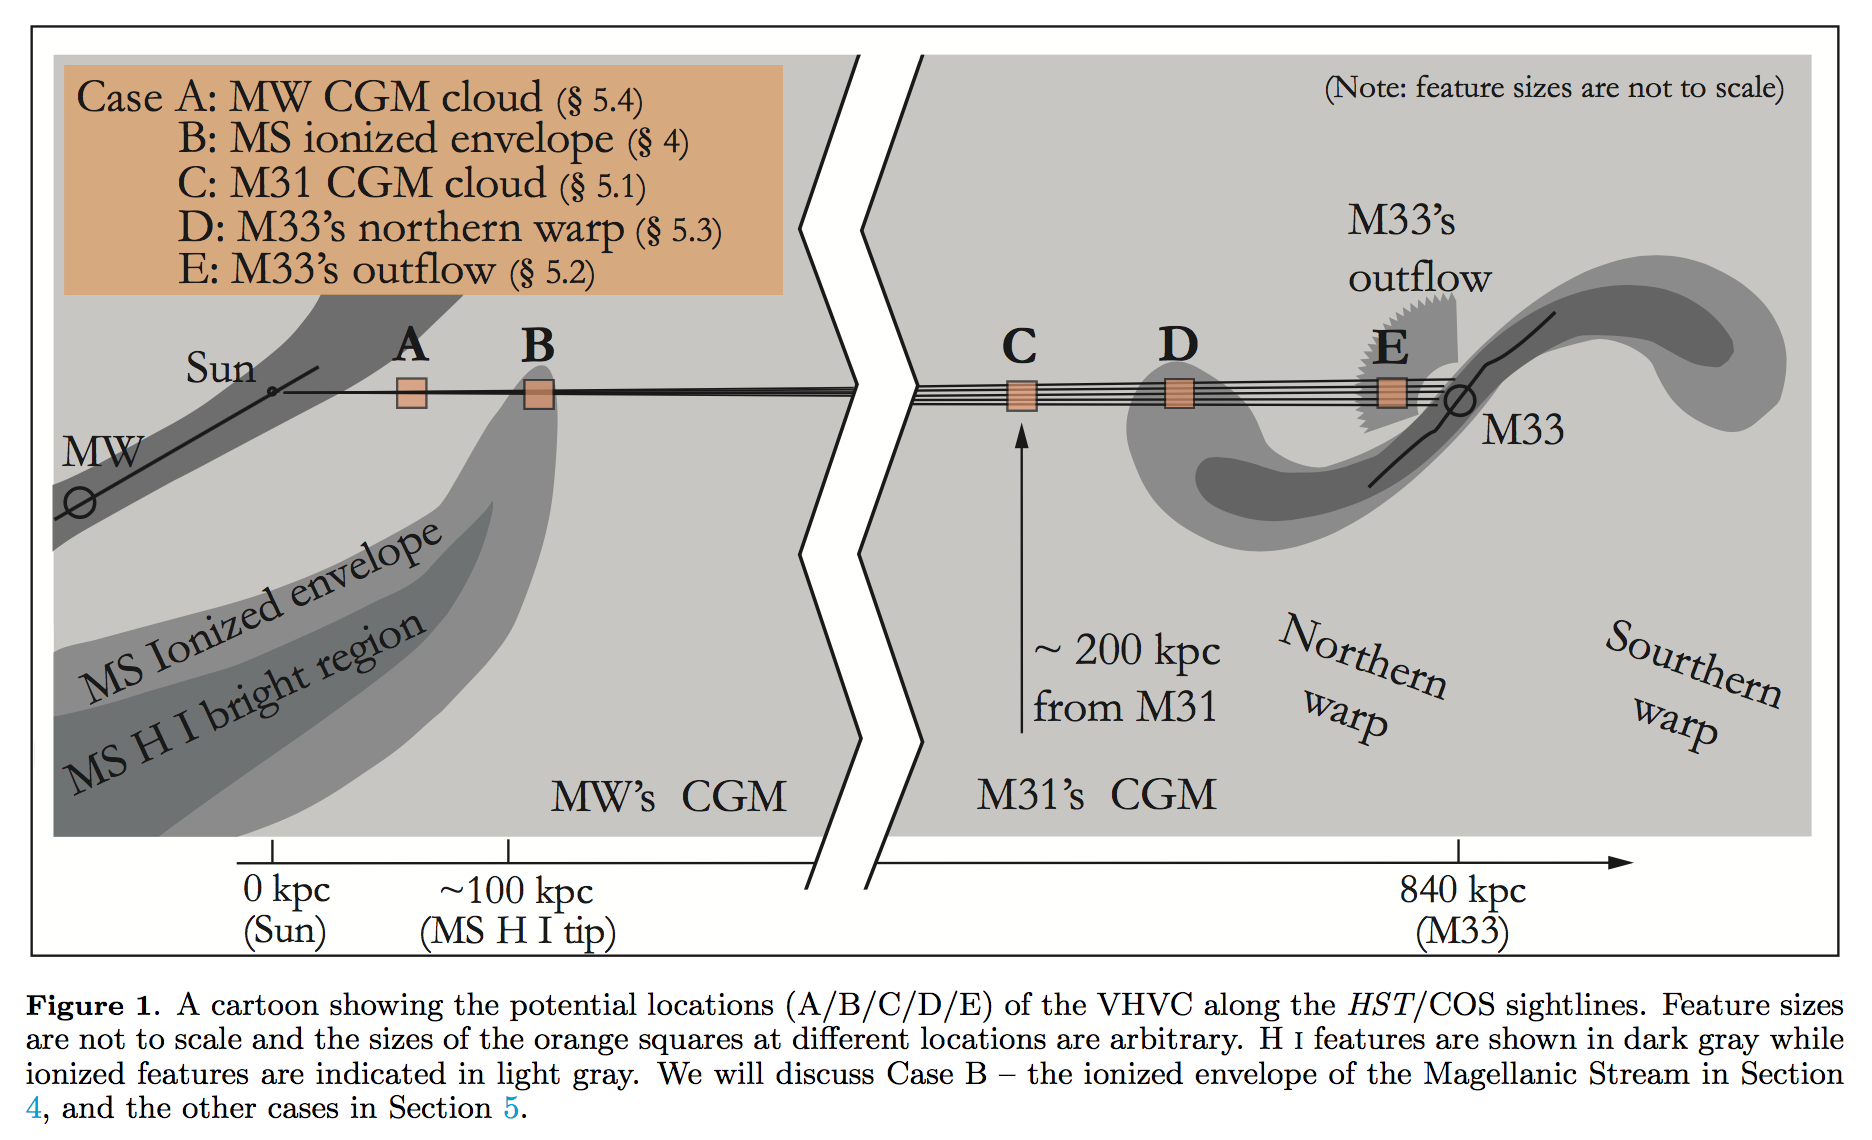 Case A: MW CGM cloud (§ 5.4)
B: MS ionized envelope (§ 4)
C: M31 CGM cloud (§ 5.1)
D: M33's northern warp (§ 5.3)
E: M33's outflow (§ 5.2)
(Note: feature sizes are not to scale)
M33's
outflow
Sun
A
B
C
D
E
MW
M33
MS Ionized envelope
MS H I bright region
~ 200 kpc
from M31
Northern
warp
Sourthern
warp
MW's CGM
M31's CGM
0 kpc
(Sun)
~100 kpc
(MS H I tip)
840 kpc
(M33)
Figure 1. A cartoon showing the potential locations (A/B/C/D/E) of the VHVC along the HST/COS sightlines. Feature sizes
are not to scale and the sizes of the orange squares at different locations are arbitrary. H I features are shown in dark gray while
ionized features are indicated in light gray. We will discuss Case B – the ionized envelope of the Magellanic Stream in Section
4, and the other cases in Section 5.